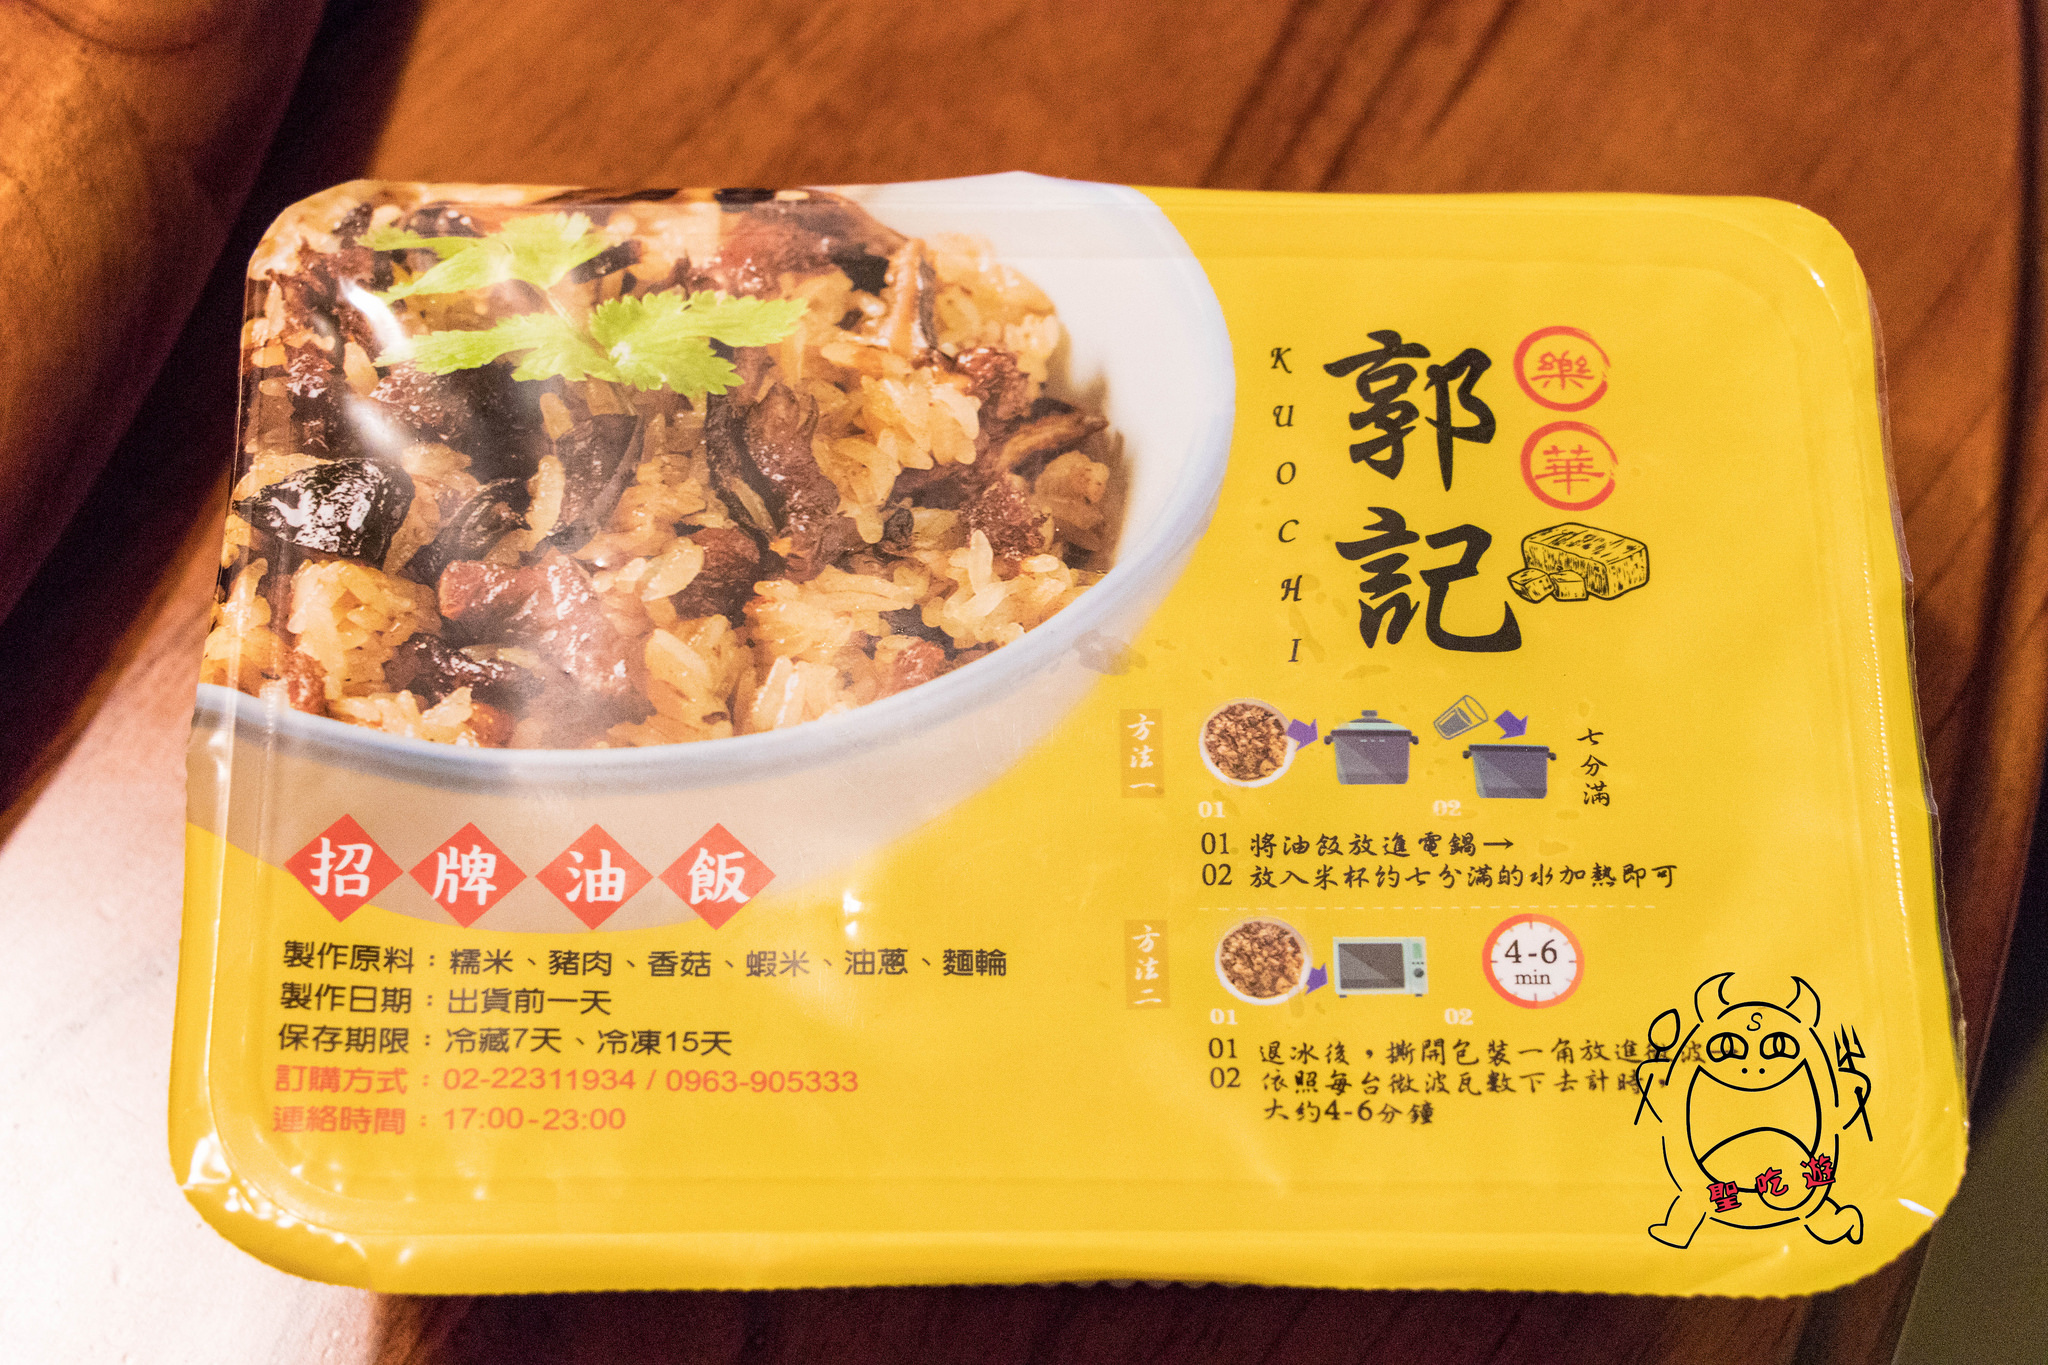 樂華
郭記
KUOCHI
招牌油飯
製作原料：糯米、豬肉、香菇、蝦米、油蔥、麵輪
製作日期：出貨前一天
保存期限：冷藏7天、冷凍15天
訂購方式：02-22311934 / 0963-905333
連絡時間：17:00-23:00
方法一
01
02
七分滿
01 將油飯放進電鍋→
02 放入米杯約七分滿的水加熱即可
方法二
01
02
4-6
min
01 退冰後，撕開包裝一角放進微波
02 依照每台微波瓦數下去計時，
大約4-6分鐘
S
聖吃遊